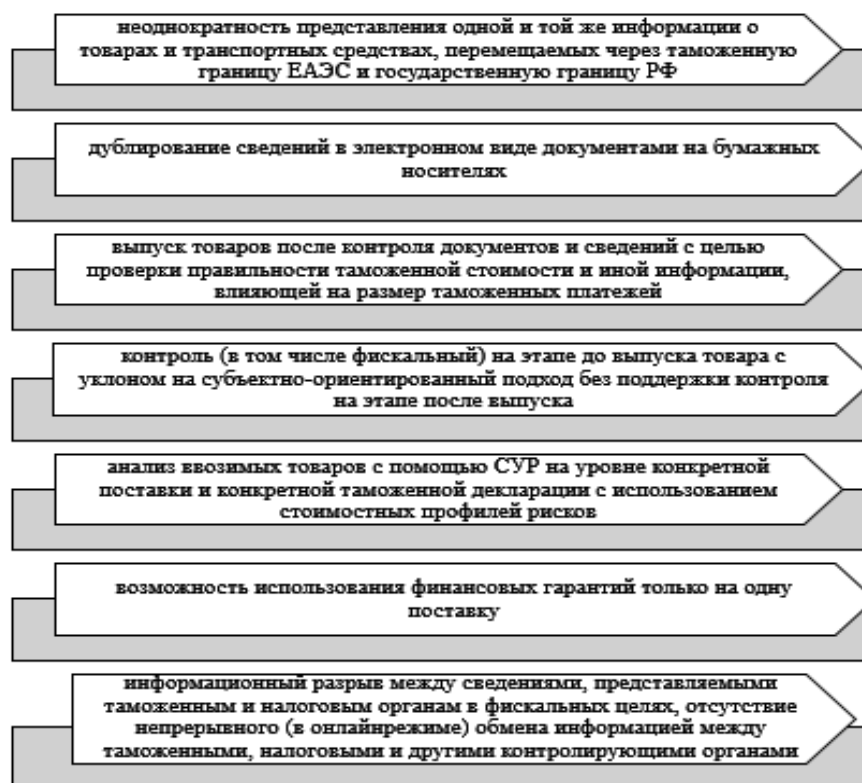 неоднократность представления одной и той же информации о
товарах и транспортных средствах, перемещаемых через таможенную
границу ЕАЭС и государственную границу РФ
дублирование сведений в электронном виде документами на бумажных
носителях
выпуск товаров после контроля документов и сведений с целью
проверки правильности таможенной стоимости и иной информации,
влияющей на размер таможенных платежей
контроль (в том числе фискальный) на этапе до выпуска товара с
уклоном на субъектно-ориентированный подход без поддержки контроля
на этапе после выпуска
анализ ввозимых товаров с помощью СУР на уровне конкретной
поставки и конкретной таможенной декларации с использованием
стоимостных профилей рисков
возможность использования финансовых гарантий только на одну
поставку
информационный разрыв между сведениями, представляемыми
таможенным и налоговым органам в фискальных целях, отсутствие
непрерывного (в онлайнрежиме) обмена информацией между
таможенными, налоговыми и другими контролирующими органами